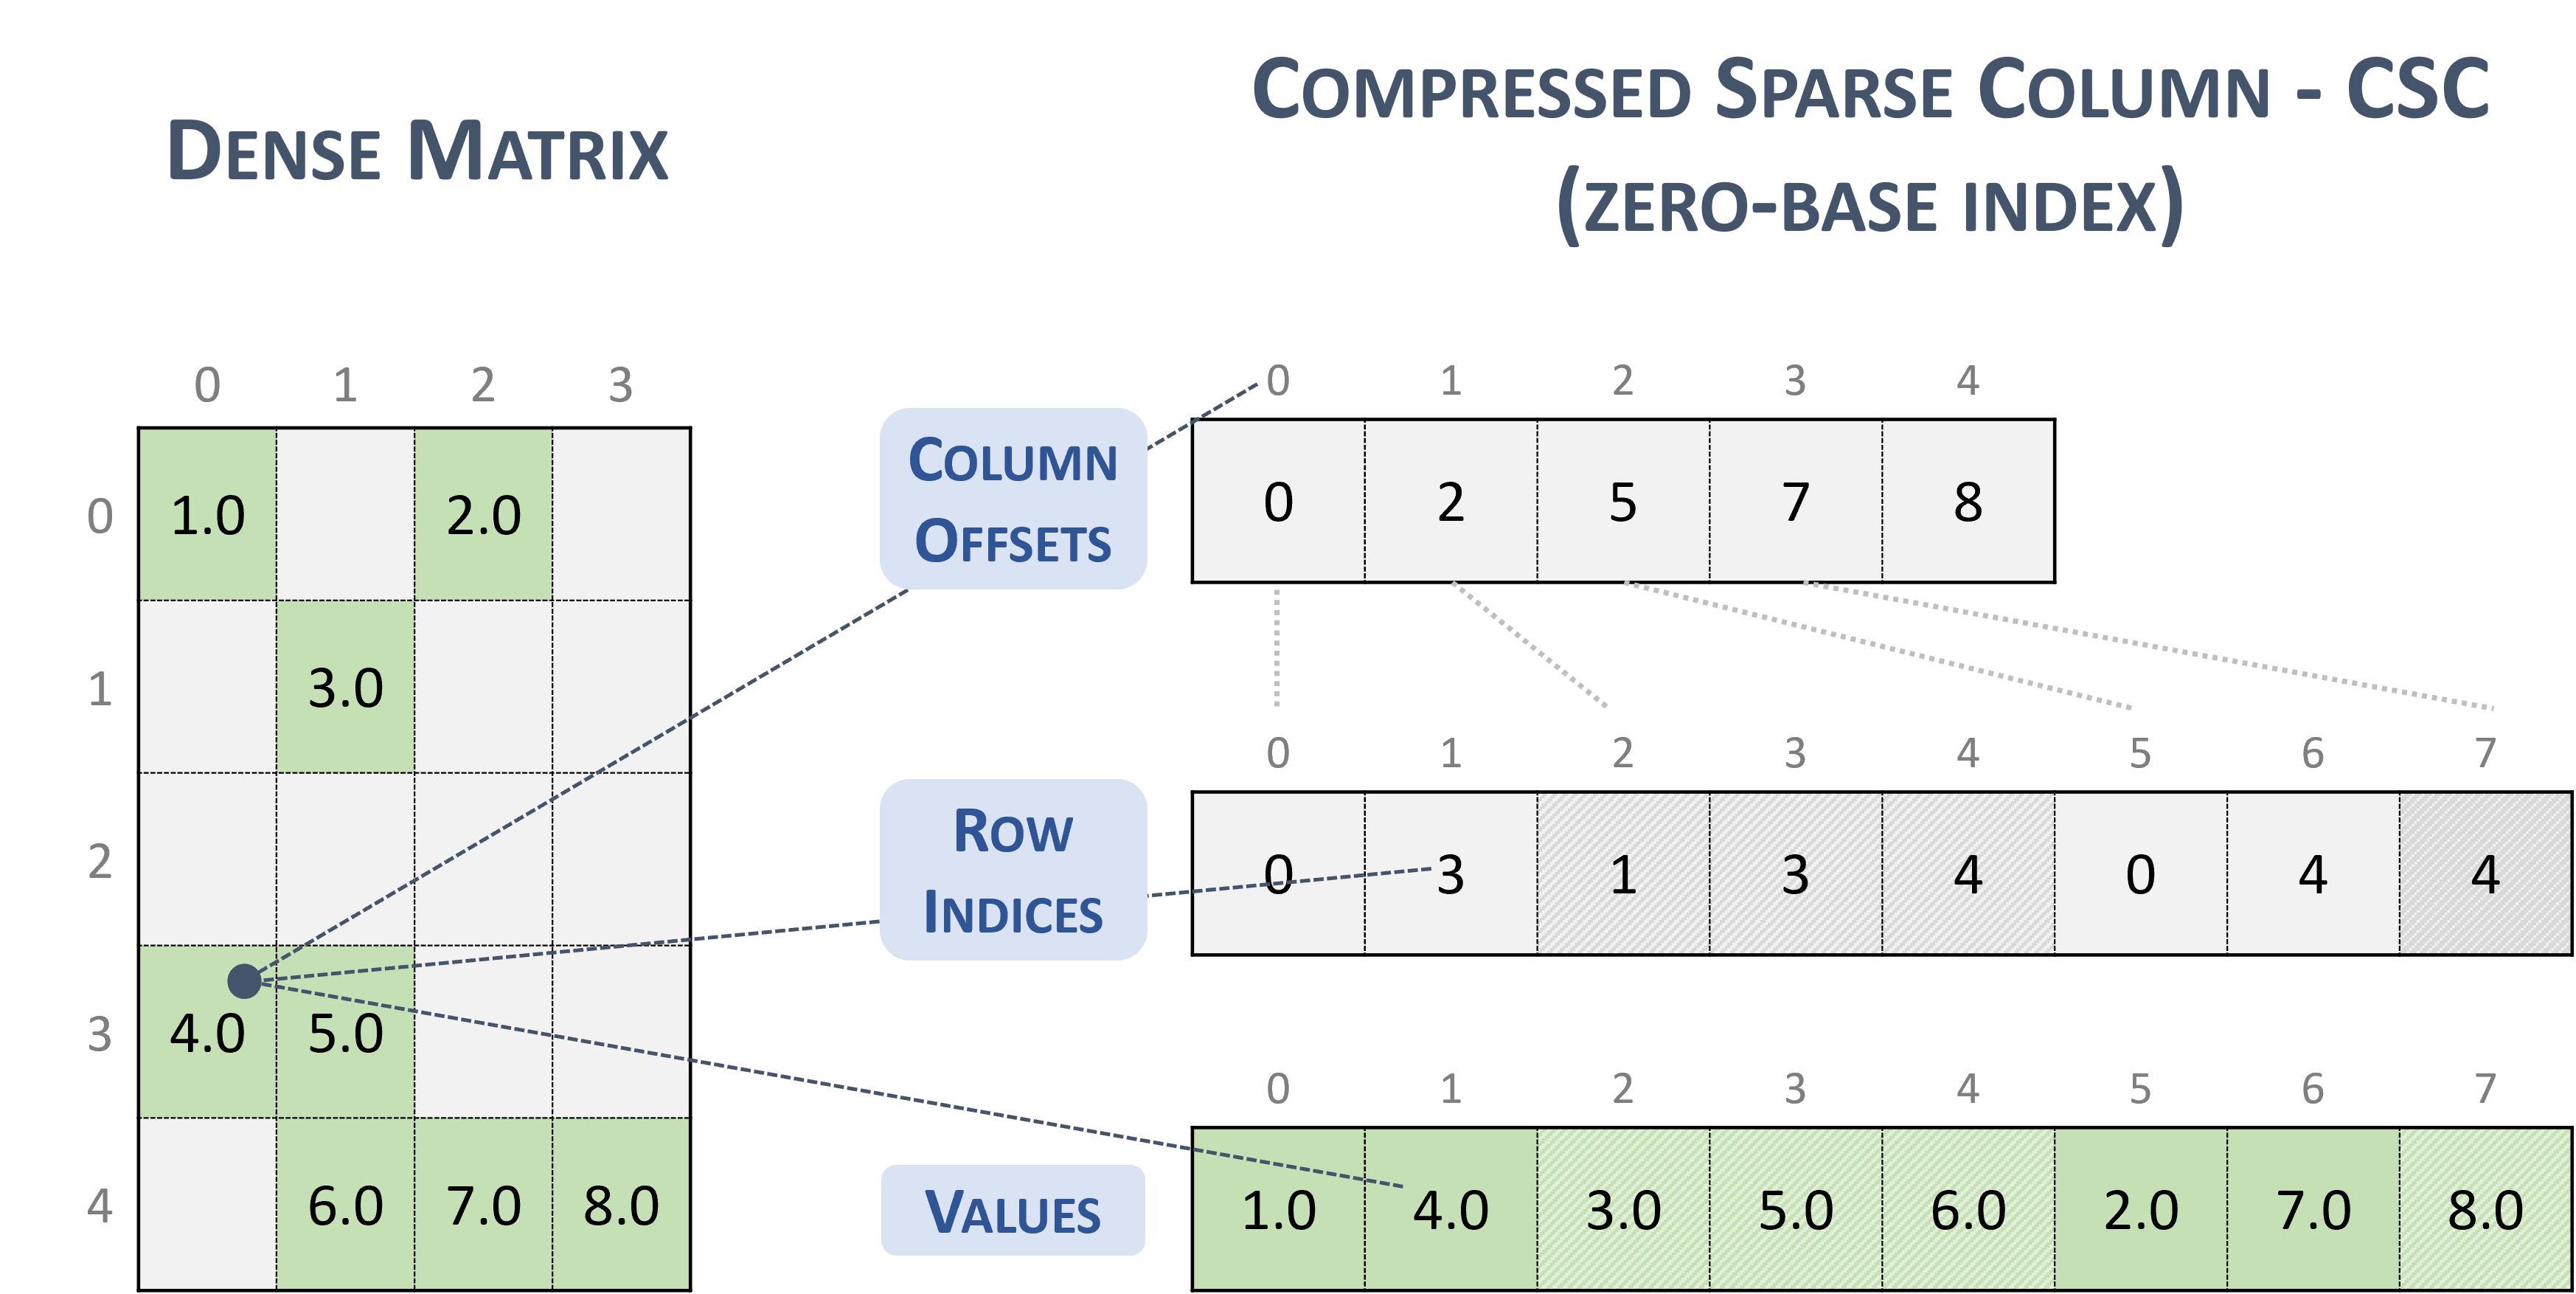 DENSE MATRIX
COMPRESSED SPARSE COLUMN - CSC
(ZERO-BASE INDEX)
0 1 2 3
0 1.0 2.0
1 3.0
2
3 4.0 5.0
4 6.0 7.0 8.0
COLUMN
OFFSETS
0 1 2 3 4
0 2 5 7 8
ROW
INDICES
0 1 2 3 4 5 6 7
0 3 1 3 4 0 4 4
VALUES
0 1 2 3 4 5 6 7
1.0 4.0 3.0 5.0 6.0 2.0 7.0 8.0